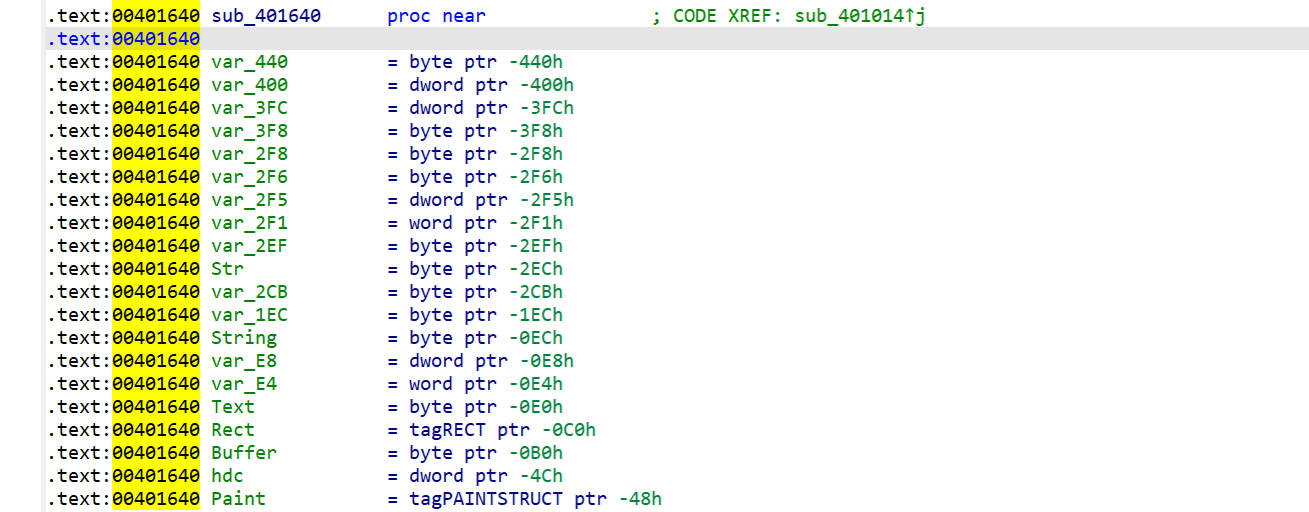 .text:00401640 sub_401640 proc near ; CODE XREF: sub_401014↑j
.text:00401640
.text:00401640 var_440 = byte ptr -440h
.text:00401640 var_400 = dword ptr -400h
.text:00401640 var_3FC = dword ptr -3FCh
.text:00401640 var_3F8 = byte ptr -3F8h
.text:00401640 var_2F8 = byte ptr -2F8h
.text:00401640 var_2F6 = byte ptr -2F6h
.text:00401640 var_2F5 = dword ptr -2F5h
.text:00401640 var_2F1 = word ptr -2F1h
.text:00401640 var_2EF = byte ptr -2EFh
.text:00401640 Str = byte ptr -2ECh
.text:00401640 var_2CB = byte ptr -2CBh
.text:00401640 var_1EC = byte ptr -1ECh
.text:00401640 String = byte ptr -0ECh
.text:00401640 var_E8 = dword ptr -0E8h
.text:00401640 var_E4 = word ptr -0E4h
.text:00401640 Text = byte ptr -0E0h
.text:00401640 Rect = tagRECT ptr -0C0h
.text:00401640 Buffer = byte ptr -0B0h
.text:00401640 hdc = dword ptr -4Ch
.text:00401640 Paint = tagPAINTSTRUCT ptr -48h